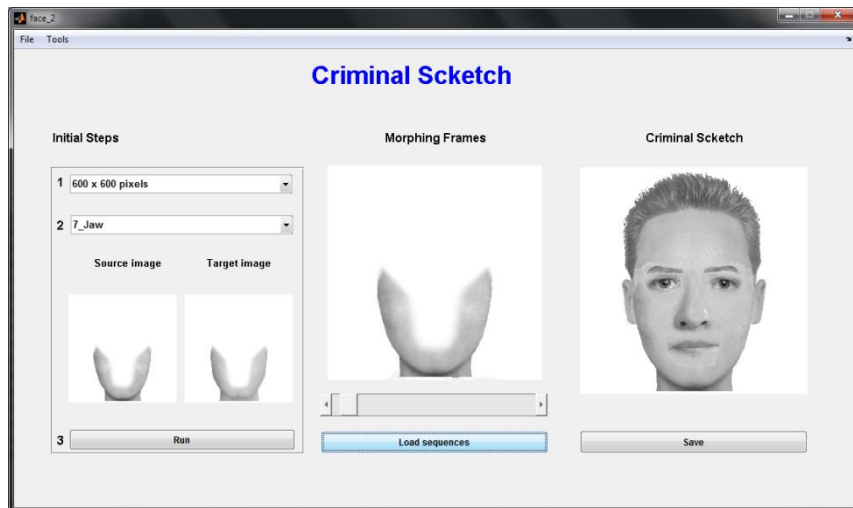 face_2
File Tools
Criminal Scketch
Initial Steps
Morphing Frames
Criminal Scketch
1 600 x 600 pixels
2 7_Jaw
Source image Target image
3 Run
Load sequences
Save